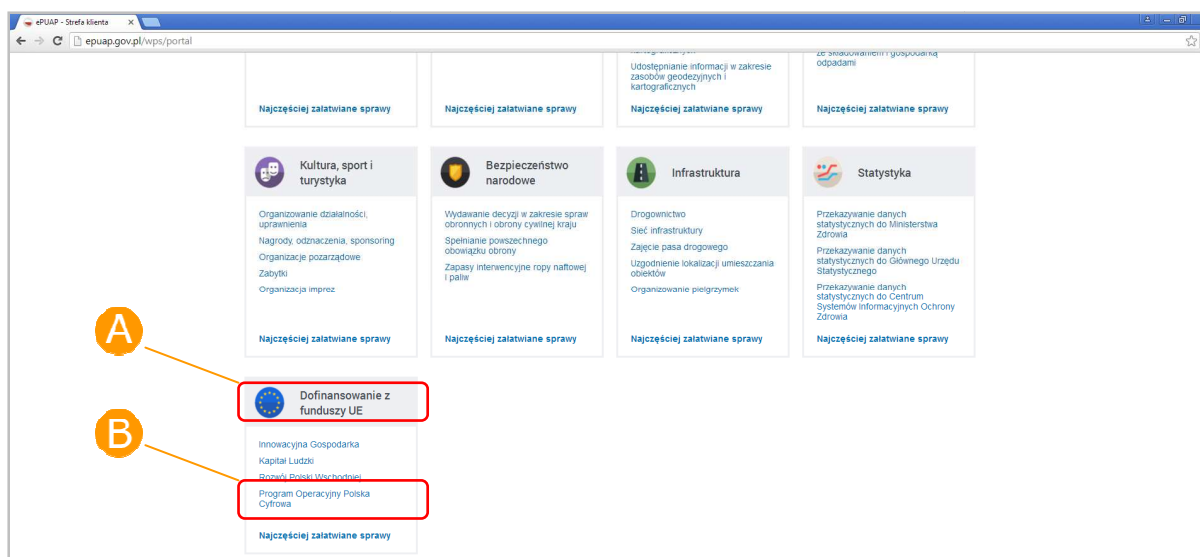 ePUAP - Strefa klienta
epuap.gov.pl/wps/portal
kartograficznych
Udostępnianie informacji w zakresie
zasobów geodezyjnych i
kartograficznych
ze składowaniem i gospodarką
odpadami
Najczęściej załatwiane sprawy
Najczęściej załatwiane sprawy
Najczęściej załatwiane sprawy
Najczęściej załatwiane sprawy
Kultura, sport i
turystyka
Organizowanie działalności,
uprawnienia
Nagrody, odznaczenia, sponsoring
Organizacje pozarządowe
Zabytki
Organizacja imprez
Najczęściej załatwiane sprawy
Bezpieczeństwo
narodowe
Wydawanie decyzji w zakresie spraw
obronnych i obrony cywilnej kraju
Spełnianie powszechnego
obowiązku obrony
Zapasy interwencyjne ropy naftowej
i paliw
Najczęściej załatwiane sprawy
Infrastruktura
Drogownictwo
Sieć infrastruktury
Zajęcie pasa drogowego
Uzgodnienie lokalizacji umieszczania
obiektów
Organizowanie pielgrzymek
Najczęściej załatwiane sprawy
Statystyka
Przekazywanie danych
statystycznych do Ministerstwa
Zdrowia
Przekazywanie danych
statystycznych do Głównego Urzędu
Statystycznego
Przekazywanie danych
statystycznych do Centrum
Systemów Informacyjnych Ochrony
Zdrowia
Najczęściej załatwiane sprawy
A
Dofinansowanie z
funduszy UE
B
Innowacyjna Gospodarka
Kapitał Ludzki
Rozwój Polski Wschodniej
Program Operacyjny Polska
Cyfrowa
Najczęściej załatwiane sprawy